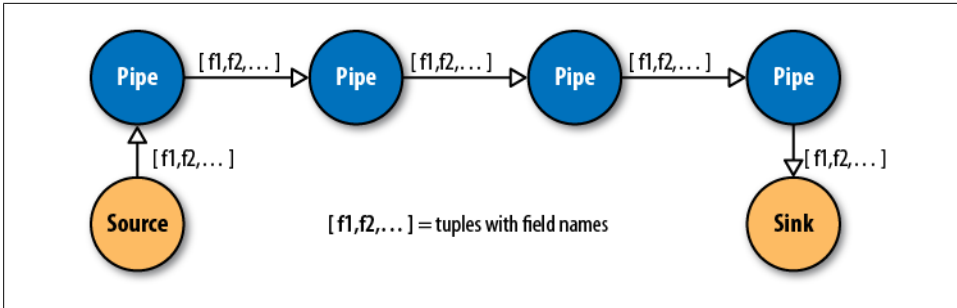 Pipe [ f1,f2,... ] Pipe [ f1,f2,... ] Pipe [ f1,f2,... ] Pipe
[ f1,f2,... ] [ f1,f2,... ]
Source [ f1,f2,... ] = tuples with field names Sink